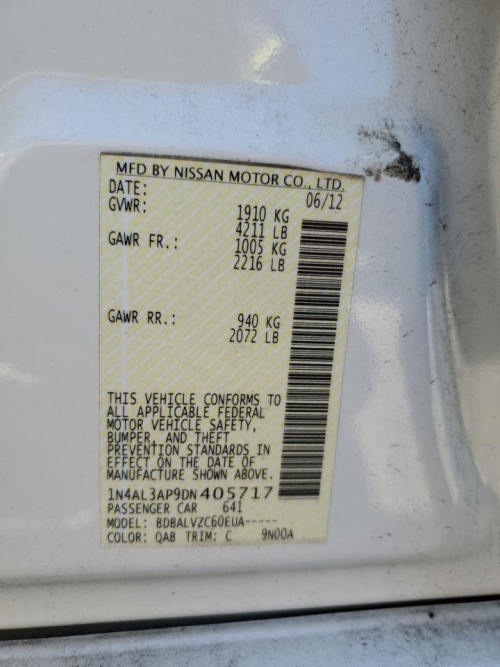 MFD BY NISSAN MOTOR CO., LTD.
DATE: 06/12
GVWR: 1910 KG
4211 LB
GAWR FR.: 1005 KG
2216 LB
GAWR RR.: 940 KG
2072 LB
THIS VEHICLE CONFORMS TO
ALL APPLICABLE FEDERAL
MOTOR VEHICLE SAFETY,
BUMPER, AND THEFT
PREVENTION STANDARDS IN
EFFECT ON THE DATE OF
MANUFACTURE SHOWN ABOVE.
1N4AL3AP9DN405717
PASSENGER CAR 641
MODEL: BDBALVZC60EUA-----
COLOR: QAB TRIM: C 9N00A